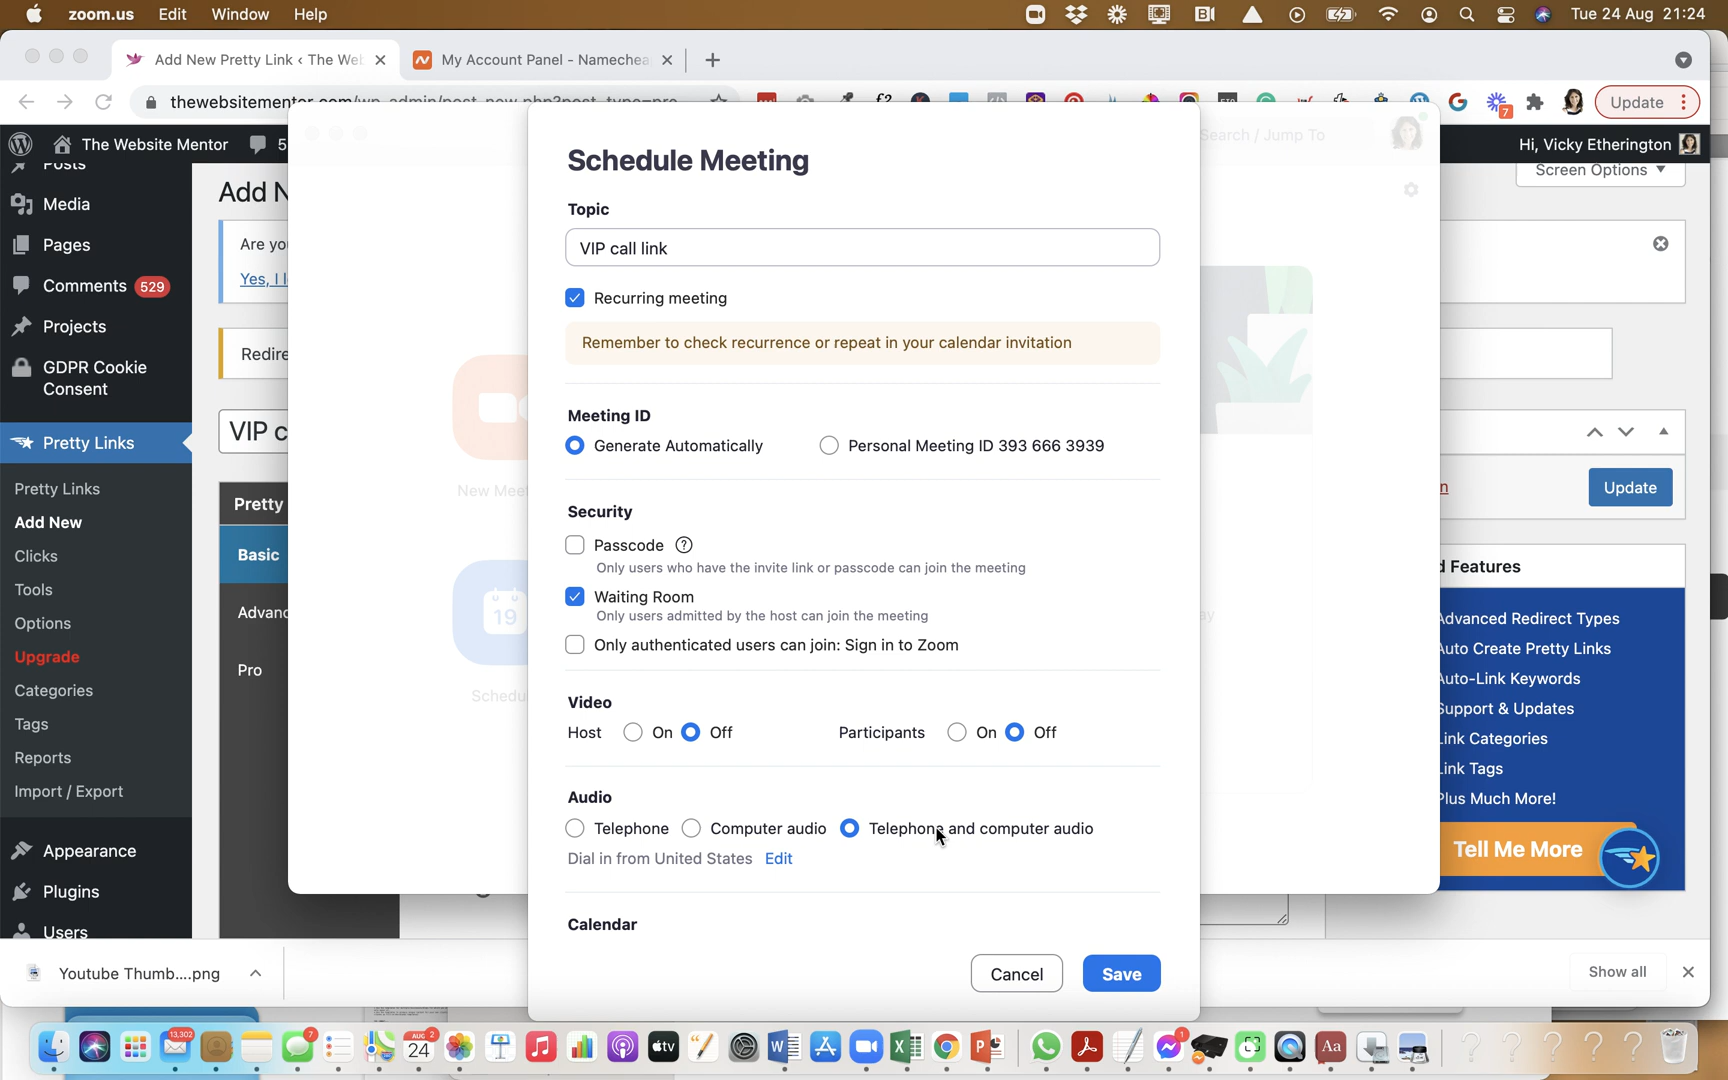 zoom.us Edit Window Help
Tue 24 Aug 21:24
Add New Pretty Link ‹ The We
My Account Panel - Namechea
Update
The Website Mentor
5
Hi, Vicky Etherington
Screen Options
Search / Jump To
Posts
Media
Pages
Comments 529
Projects
GDPR Cookie
Consent
Pretty Links
Pretty Links
Add New
Clicks
Tools
Options
Upgrade
Categories
Tags
Reports
Import / Export
Appearance
Plugins
Users
Add N
Are yo
Yes, I
Redire
VIP c
Pretty
Basic
Advanc
Pro
New Mee
19
Schedu
Schedule Meeting
Topic
VIP call link
Recurring meeting
Remember to check recurrence or repeat in your calendar invitation
Meeting ID
Generate Automatically
Personal Meeting ID 393 666 3939
Security
Passcode ?
Only users who have the invite link or passcode can join the meeting
Waiting Room
Only users admitted by the host can join the meeting
Only authenticated users can join: Sign in to Zoom
Video
Host On Off
Participants On Off
Audio
Telephone Computer audio Telephone and computer audio
Dial in from United States Edit
Calendar
Cancel Save
Update
d Features
Advanced Redirect Types
Auto Create Pretty Links
Auto-Link Keywords
Support & Updates
Link Categories
Link Tags
Plus Much More!
Tell Me More
Youtube Thumb....png
Show all
13,302
7
AUG 2
24
tv
1
Aa